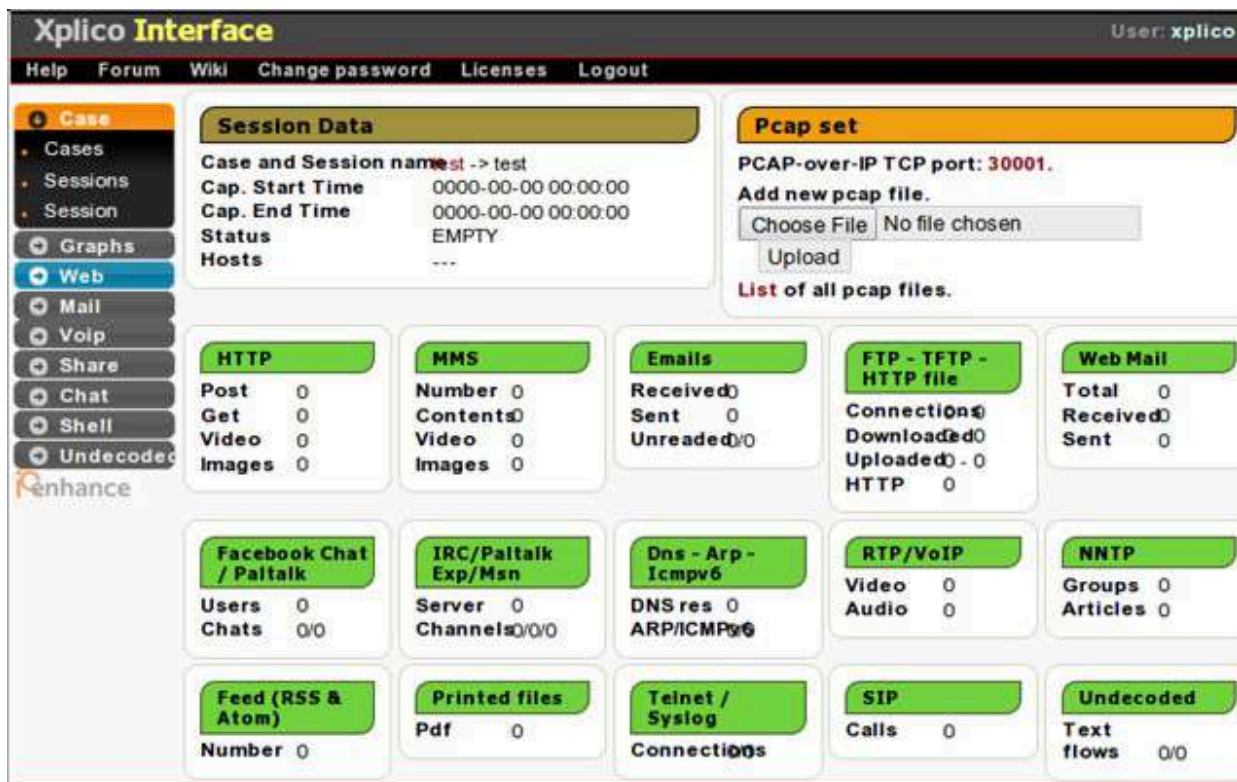 Xplico Interface
User: xplico
Help Forum Wiki Change password Licenses Logout
Case
Cases
Sessions
Session
Graphs
Web
Mail
Voip
Share
Chat
Shell
Undecoded
enhance
Session Data
Case and Session name test -> test
Cap. Start Time 0000-00-00 00:00:00
Cap. End Time 0000-00-00 00:00:00
Status EMPTY
Hosts ---
Pcap set
PCAP-over-IP TCP port: 30001.
Add new pcap file.
Choose File No file chosen
Upload
List of all pcap files.
HTTP
Post 0
Get 0
Video 0
Images 0
MMS
Number 0
Contents 0
Video 0
Images 0
Emails
Received 0
Sent 0
Unreaded 0/0
FTP - TFTP -
HTTP file
Connections 0 - 0
Downloaded 0 - 0
Uploaded 0 - 0
HTTP 0
Web Mail
Total 0
Received 0
Sent 0
Facebook Chat
/ Paltalk
Users 0
Chats 0/0
IRC/Paltalk
Exp/Msn
Server 0
Channels 0/0/0
Dns - Arp -
Icmpv6
DNS res 0
ARP/ICMPv6 0/0
RTP/VoIP
Video 0
Audio 0
NNTP
Groups 0
Articles 0
Feed (RSS &
Atom)
Number 0
Printed files
Pdf 0
Telnet /
Syslog
Connections 0/0
SIP
Calls 0
Undecoded
Text
flows 0/0